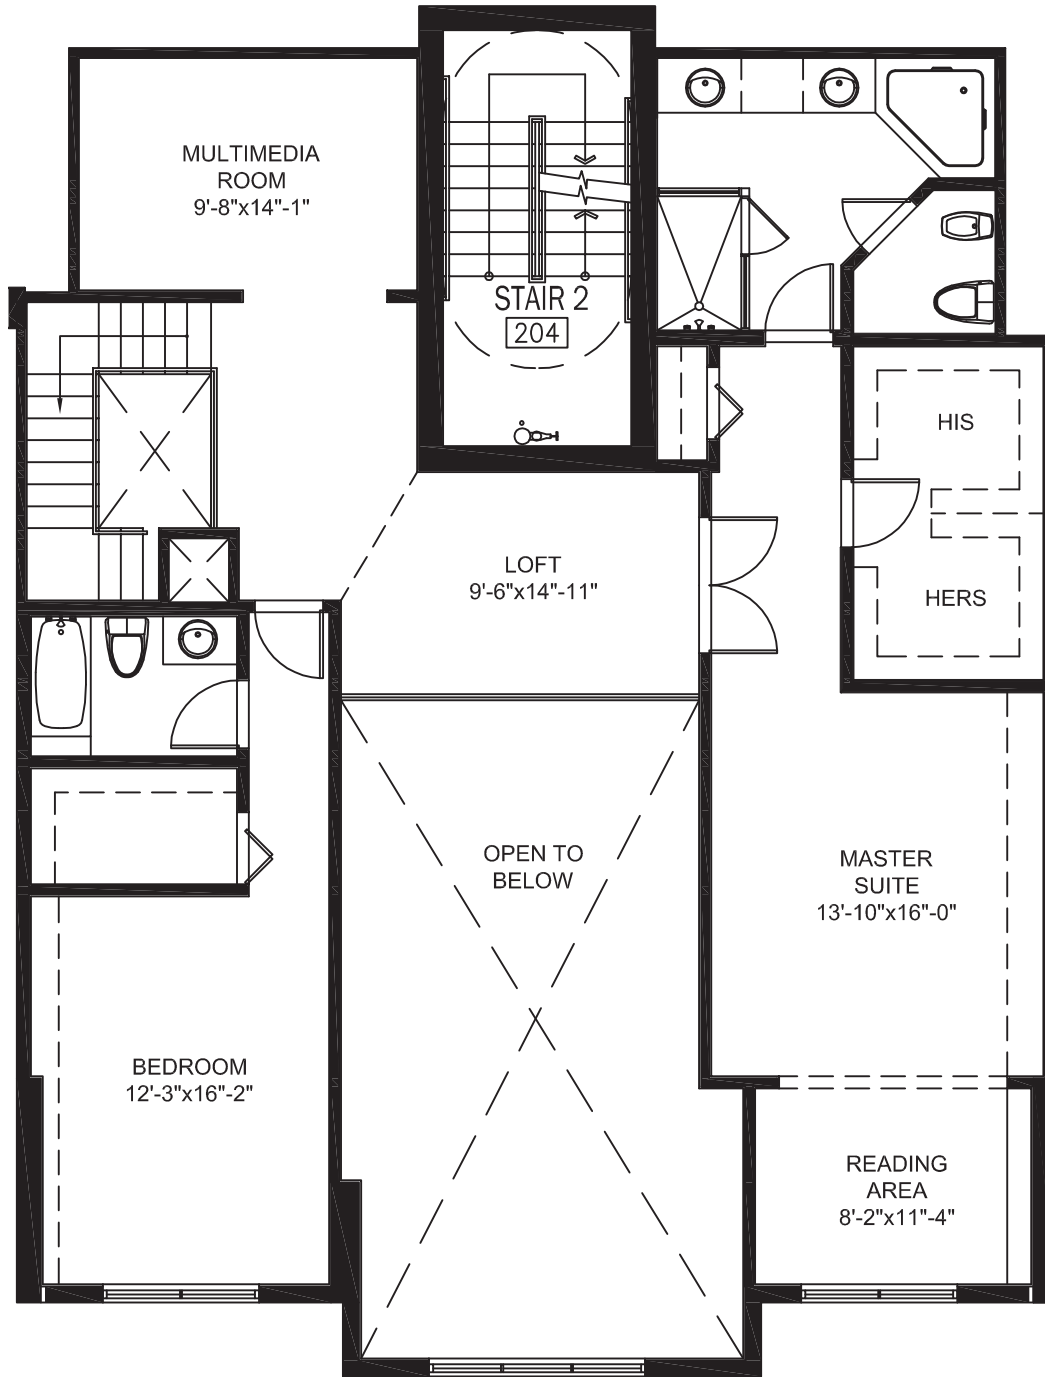 MULTIMEDIA
ROOM
9'-8"x14"-1"
STAIR 2
204
HIS
HERS
LOFT
9'-6"x14"-11"
OPEN TO
BELOW
MASTER
SUITE
13'-10"x16"-0"
BEDROOM
12'-3"x16"-2"
READING
AREA
8'-2"x11"-4"